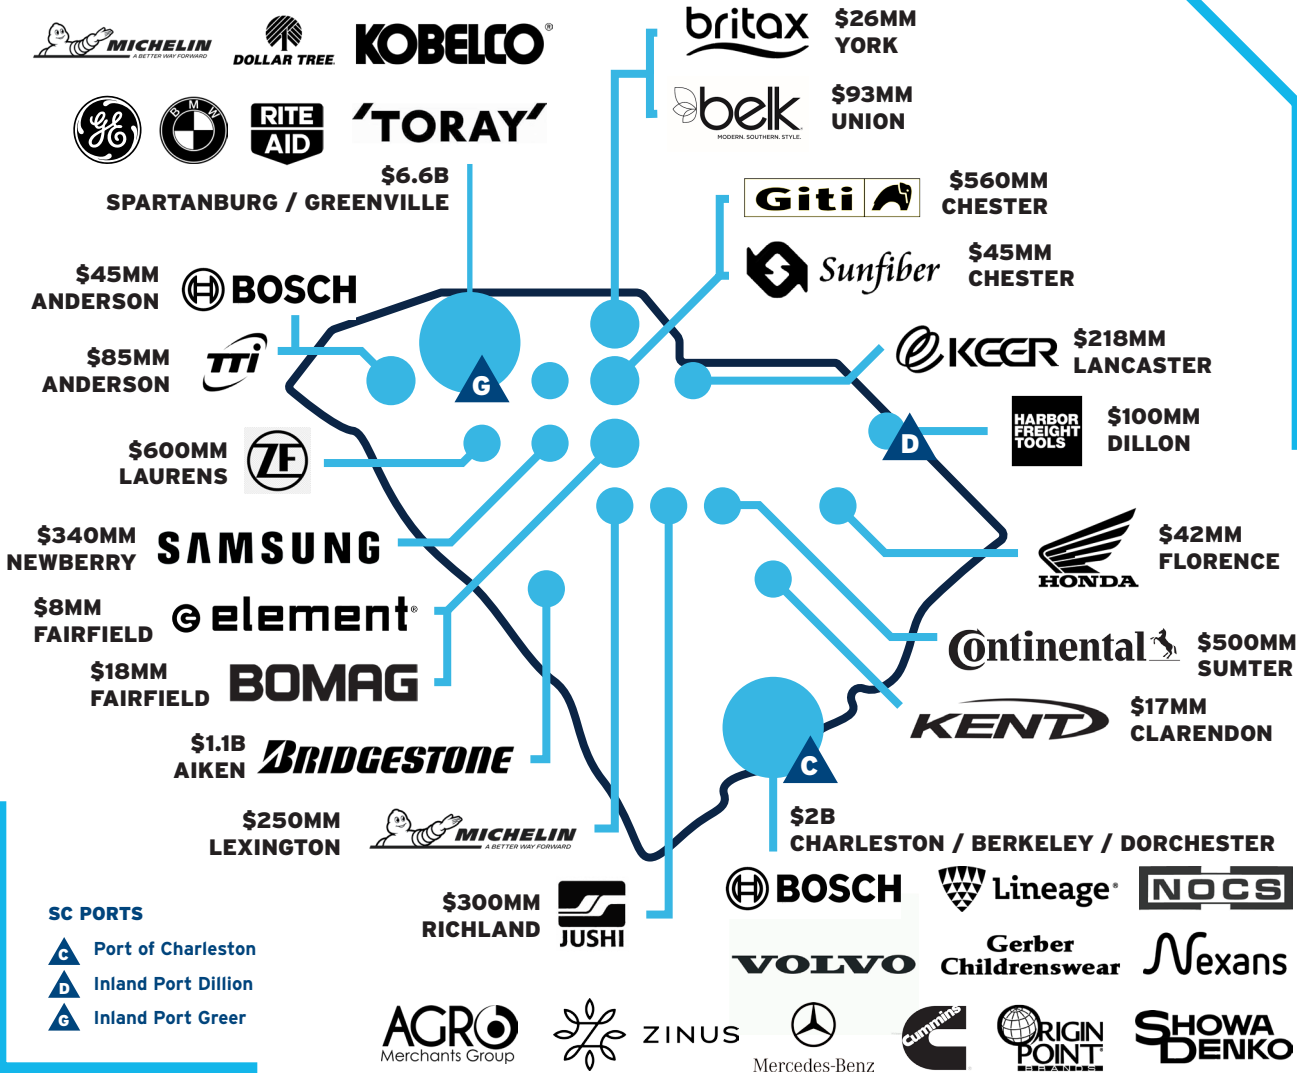 MICHELIN
A BETTER WAY FORWARD
DOLLAR TREE
KOBELCO®
GE
BMW
RITE
AID
'TORAY'
$6.6B
SPARTANBURG / GREENVILLE
britax
$26MM
YORK
belk
MODERN. SOUTHERN. STYLE.
$93MM
UNION
Giti
$560MM
CHESTER
Sunfiber
$45MM
CHESTER
$45MM
ANDERSON
BOSCH
$85MM
ANDERSON
TTi
G
KEER
$218MM
LANCASTER
HARBOR
FREIGHT
TOOLS
$100MM
DILLON
D
$600MM
LAURENS
ZF
$340MM
NEWBERRY
SAMSUNG
HONDA
$42MM
FLORENCE
$8MM
FAIRFIELD
element®
$18MM
FAIRFIELD
BOMAG
Continental
$500MM
SUMTER
KENT
$17MM
CLARENDON
$1.1B
AIKEN
BRIDGESTONE
C
$250MM
LEXINGTON
MICHELIN
A BETTER WAY FORWARD
$2B
CHARLESTON / BERKELEY / DORCHESTER
$300MM
RICHLAND
JUSHI
BOSCH
Lineage®
NOCS
VOLVO
Gerber
Childrenswear
Nexans
AGRO
Merchants Group
ZINUS
Mercedes-Benz
Cummins
ORIGIN
POINT
BRANDS
SHOWA
DENKO
SC PORTS
C Port of Charleston
D Inland Port Dillion
G Inland Port Greer